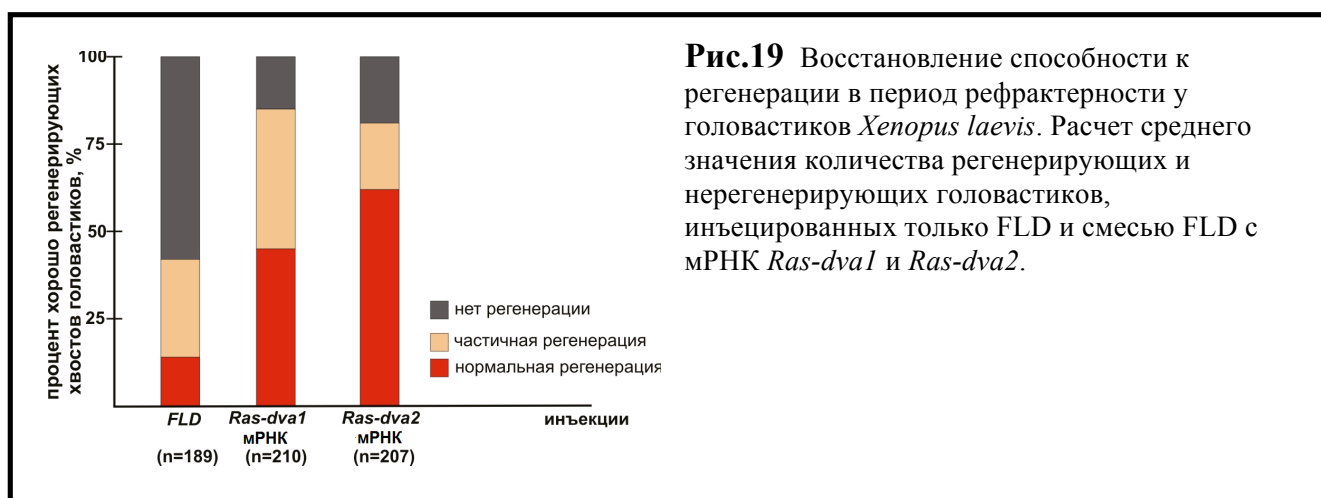 процент хорошо регенерирующих
хвостов головастиков, %
100
75
50
25
нет регенерации
частичная регенерация
нормальная регенерация
FLD
Ras-dva1
Ras-dva2
инъекции
мРНК
мРНК
(n=189)
(n=210)
(n=207)
Рис.19 Восстановление способности к
регенерации в период рефрактерности у
головастиков Xenopus laevis. Расчет среднего
значения количества регенерирующих и
нерегенерирующих головастиков,
инъецированных только FLD и смесью FLD с
мРНК Ras-dva1 и Ras-dva2.